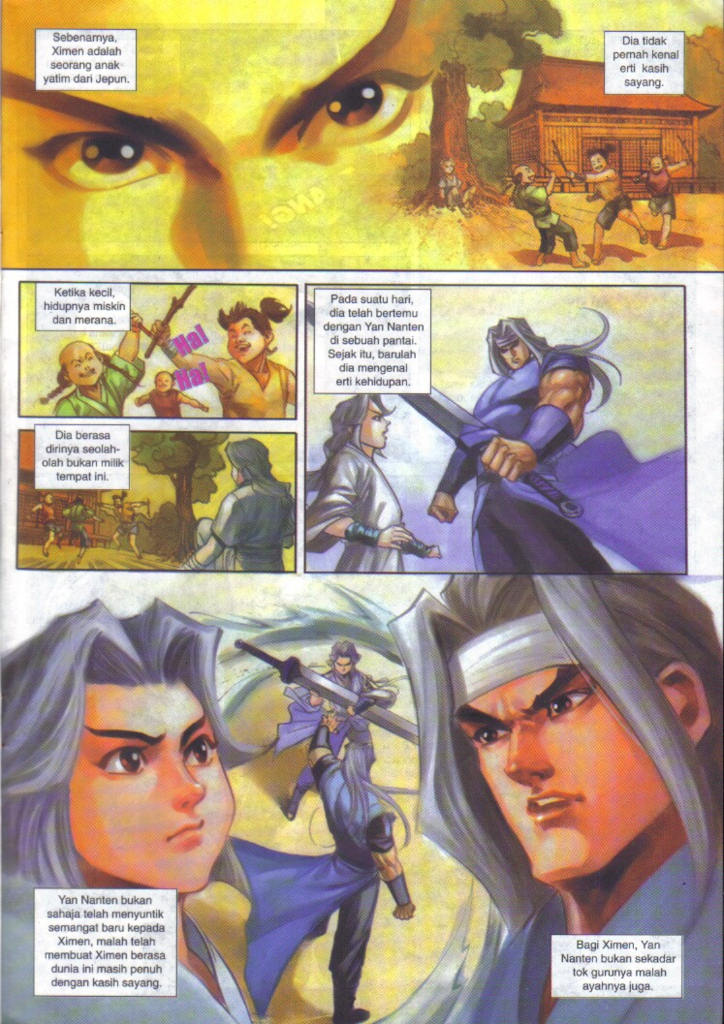 Sebenarnya,
Ximen adalah
seorang anak
yatim dari Jepun.
Dia tidak
pernah kenal
erti kasih
sayang.
Ketika kecil,
hidupnya miskin
dan merana.
Ha!
Ha!
Pada suatu hari,
dia telah bertemu
dengan Yan Nanten
di sebuah pantai.
Sejak itu, barulah
dia mengenal
erti kehidupan.
Dia berasa
dirinya seolah-
olah bukan milik
tempat ini.
Yan Nanten bukan
sahaja telah menyuntik
semangat baru kepada
Ximen, malah telah
membuat Ximen berasa
dunia ini masih penuh
dengan kasih sayang.
Bagi Ximen, Yan
Nanten bukan sekadar
tok gurunya malah
ayahnya juga.